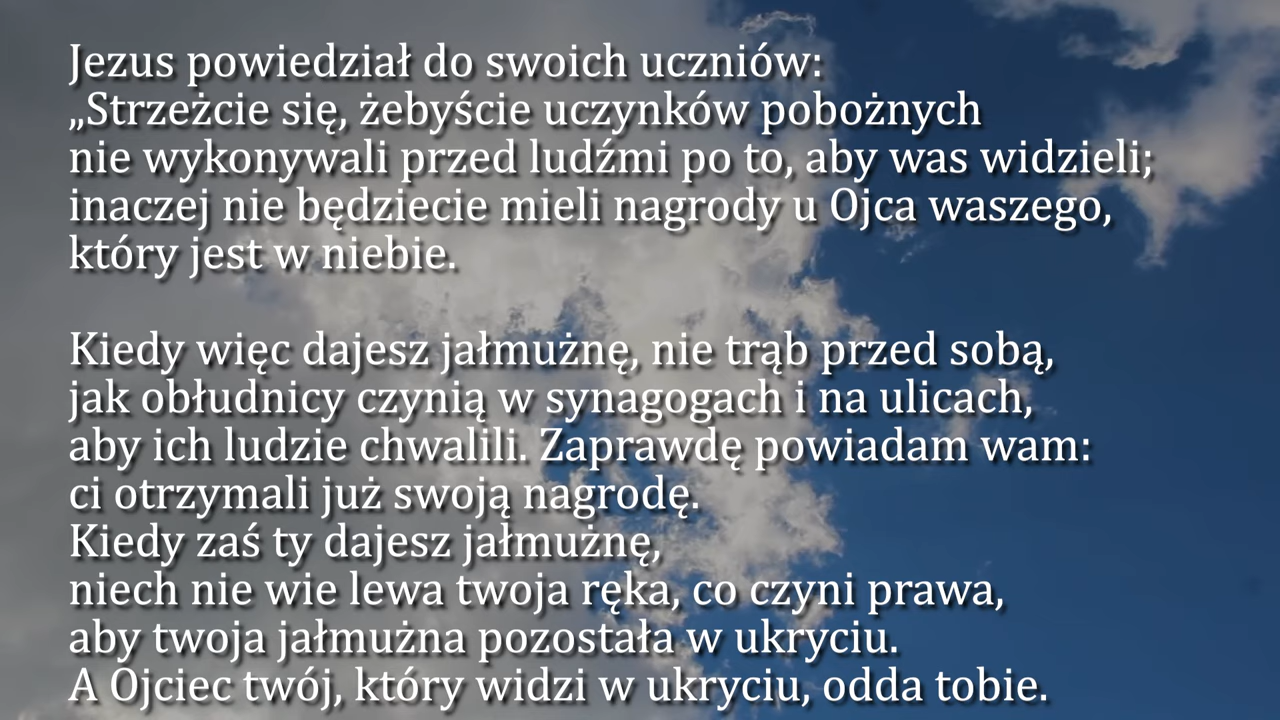 Jezus powiedział do swoich uczniów:
„Strzeżcie się, żebyście uczynków pobożnych
nie wykonywali przed ludźmi po to, aby was widzieli;
inaczej nie będziecie mieli nagrody u Ojca waszego,
który jest w niebie.
Kiedy więc dajesz jałmużnę, nie trąb przed sobą,
jak obłudnicy czynią w synagogach i na ulicach,
aby ich ludzie chwalili. Zaprawdę powiadam wam:
ci otrzymali już swoją nagrodę.
Kiedy zaś ty dajesz jałmużnę,
niech nie wie lewa twoja ręka, co czyni prawa,
aby twoja jałmużna pozostała w ukryciu.
A Ojciec twój, który widzi w ukryciu, odda tobie.